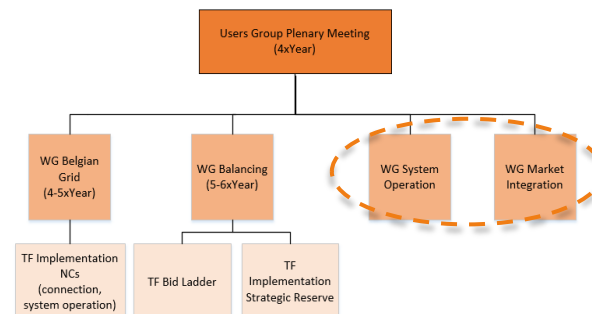 Users Group Plenary Meeting
(4xYear)
WG Belgian
Grid
(4-5xYear)
WG Balancing
(5-6xYear)
WG System
Operation
WG Market
Integration
TF Implementation
NCs
(connection,
system operation)
TF Bid Ladder
TF
Implementation
Strategic Reserve